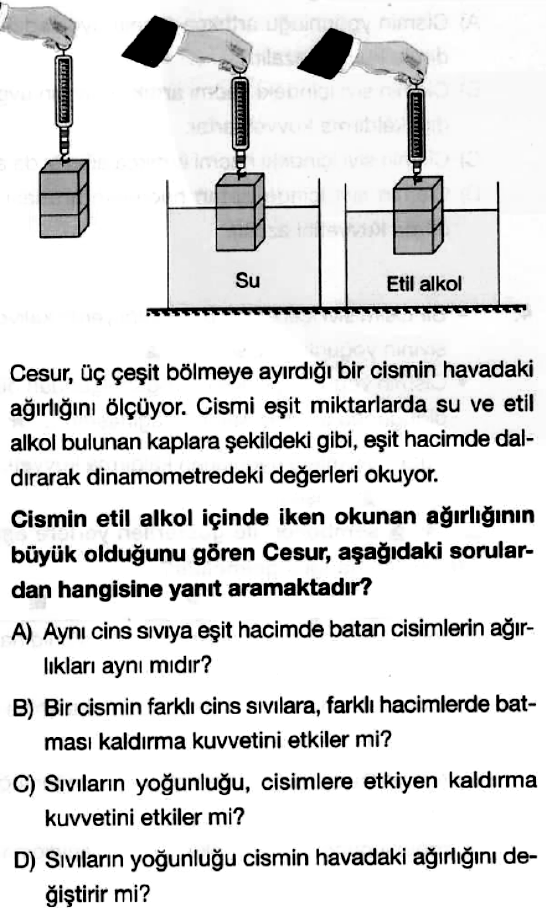 Su
Etil alkol
Cesur, üç çeşit bölmeye ayırdığı bir cismin havadaki
ağırlığını ölçüyor. Cismi eşit miktarlarda su ve etil
alkol bulunan kaplara şekildeki gibi, eşit hacimde dal-
dırarak dinamometredeki değerleri okuyor.
Cismin etil alkol içinde iken okunan ağırlığının
büyük olduğunu gören Cesur, aşağıdaki sorular-
dan hangisine yanıt aramaktadır?
A) Aynı cins sıvıya eşit hacimde batan cisimlerin ağır-
lıkları aynı mıdır?
B) Bir cismin farklı cins sıvılara, farklı hacimlerde bat-
ması kaldırma kuvvetini etkiler mi?
C) Sıvıların yoğunluğu, cisimlere etkiyen kaldırma
kuvvetini etkiler mi?
D) Sıvıların yoğunluğu cismin havadaki ağırlığını de-
ğiştirir mi?